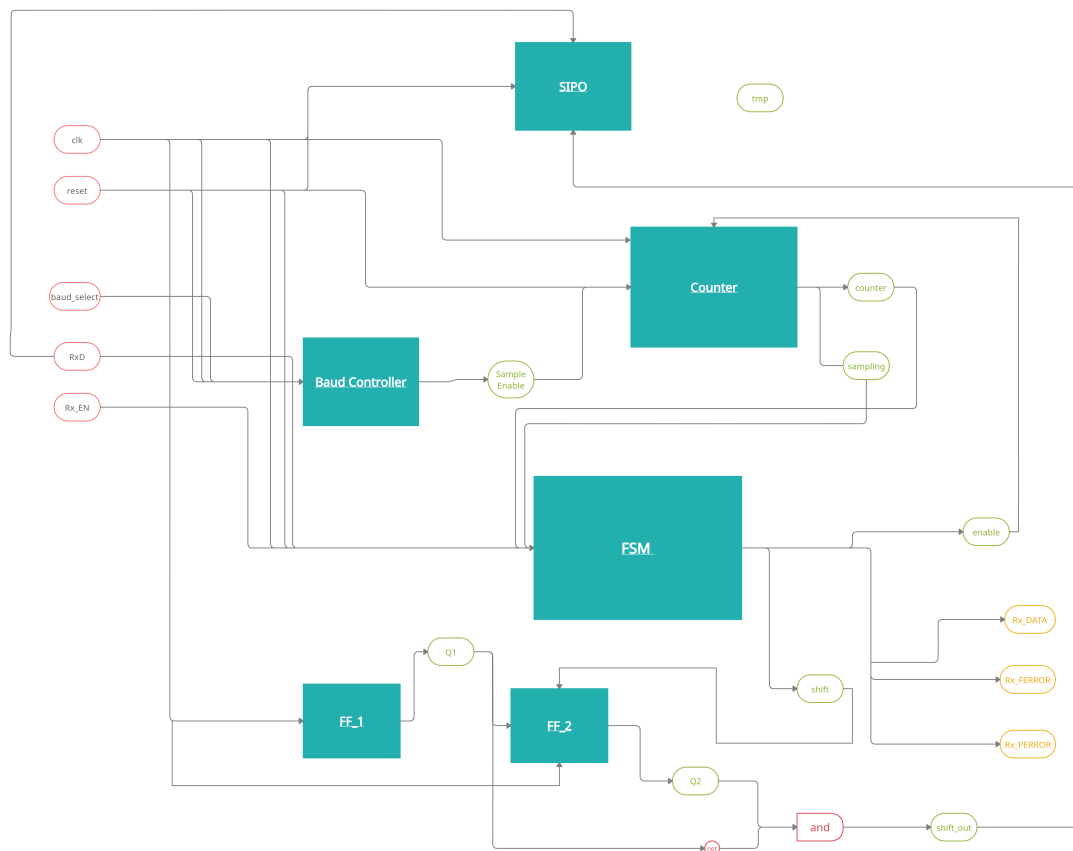 SIPO
tmp
clk
reset
Counter
baud_select
counter
RxD
Baud Controller
Sample
Enable
sampling
Rx_EN
FSM
enable
Rx_DATA
Q1
Rx_FERROR
shift
FF_1
FF_2
Rx_PERROR
Q2
and
shift_out
not